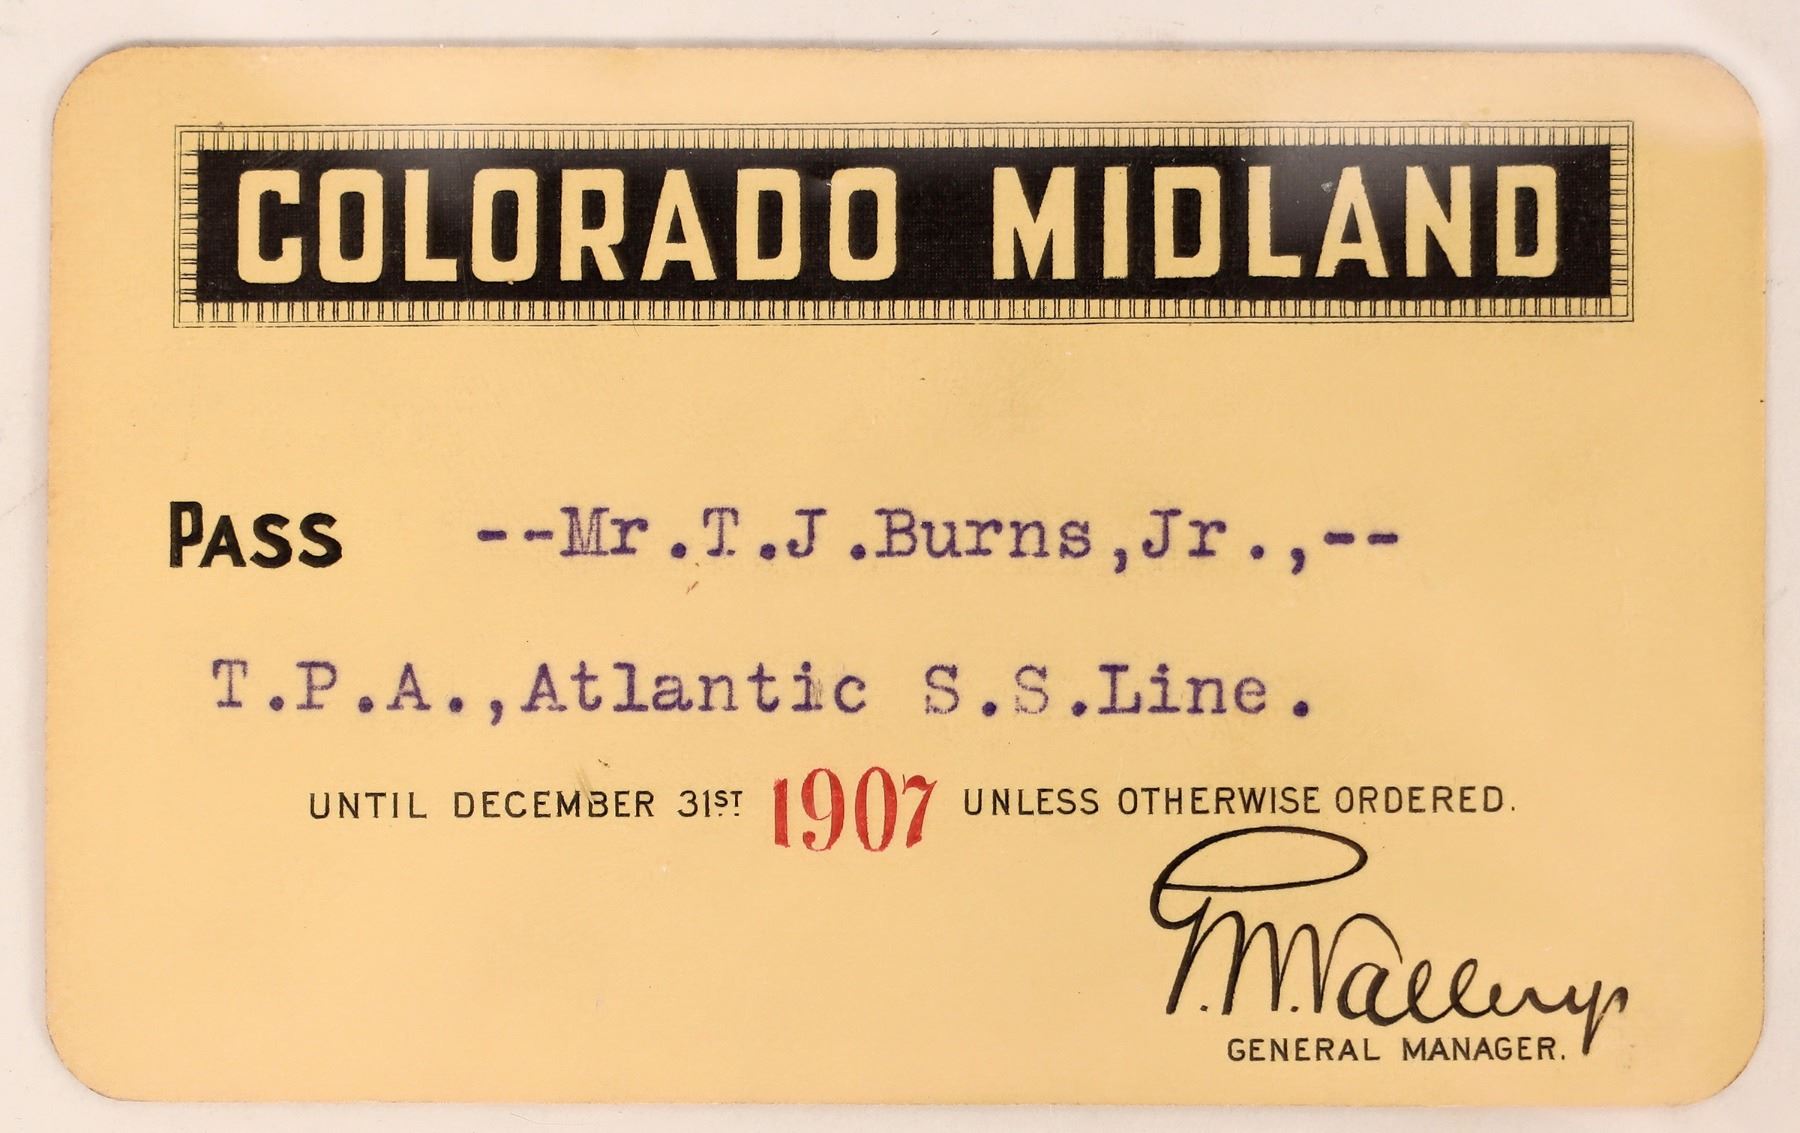 COLORADO MIDLAND
PASS --Mr.T.J.Burns,Jr.,--
T.P.A.,Atlantic S.S.Line.
UNTIL DECEMBER 31ST 1907 UNLESS OTHERWISE ORDERED.
GENERAL MANAGER.